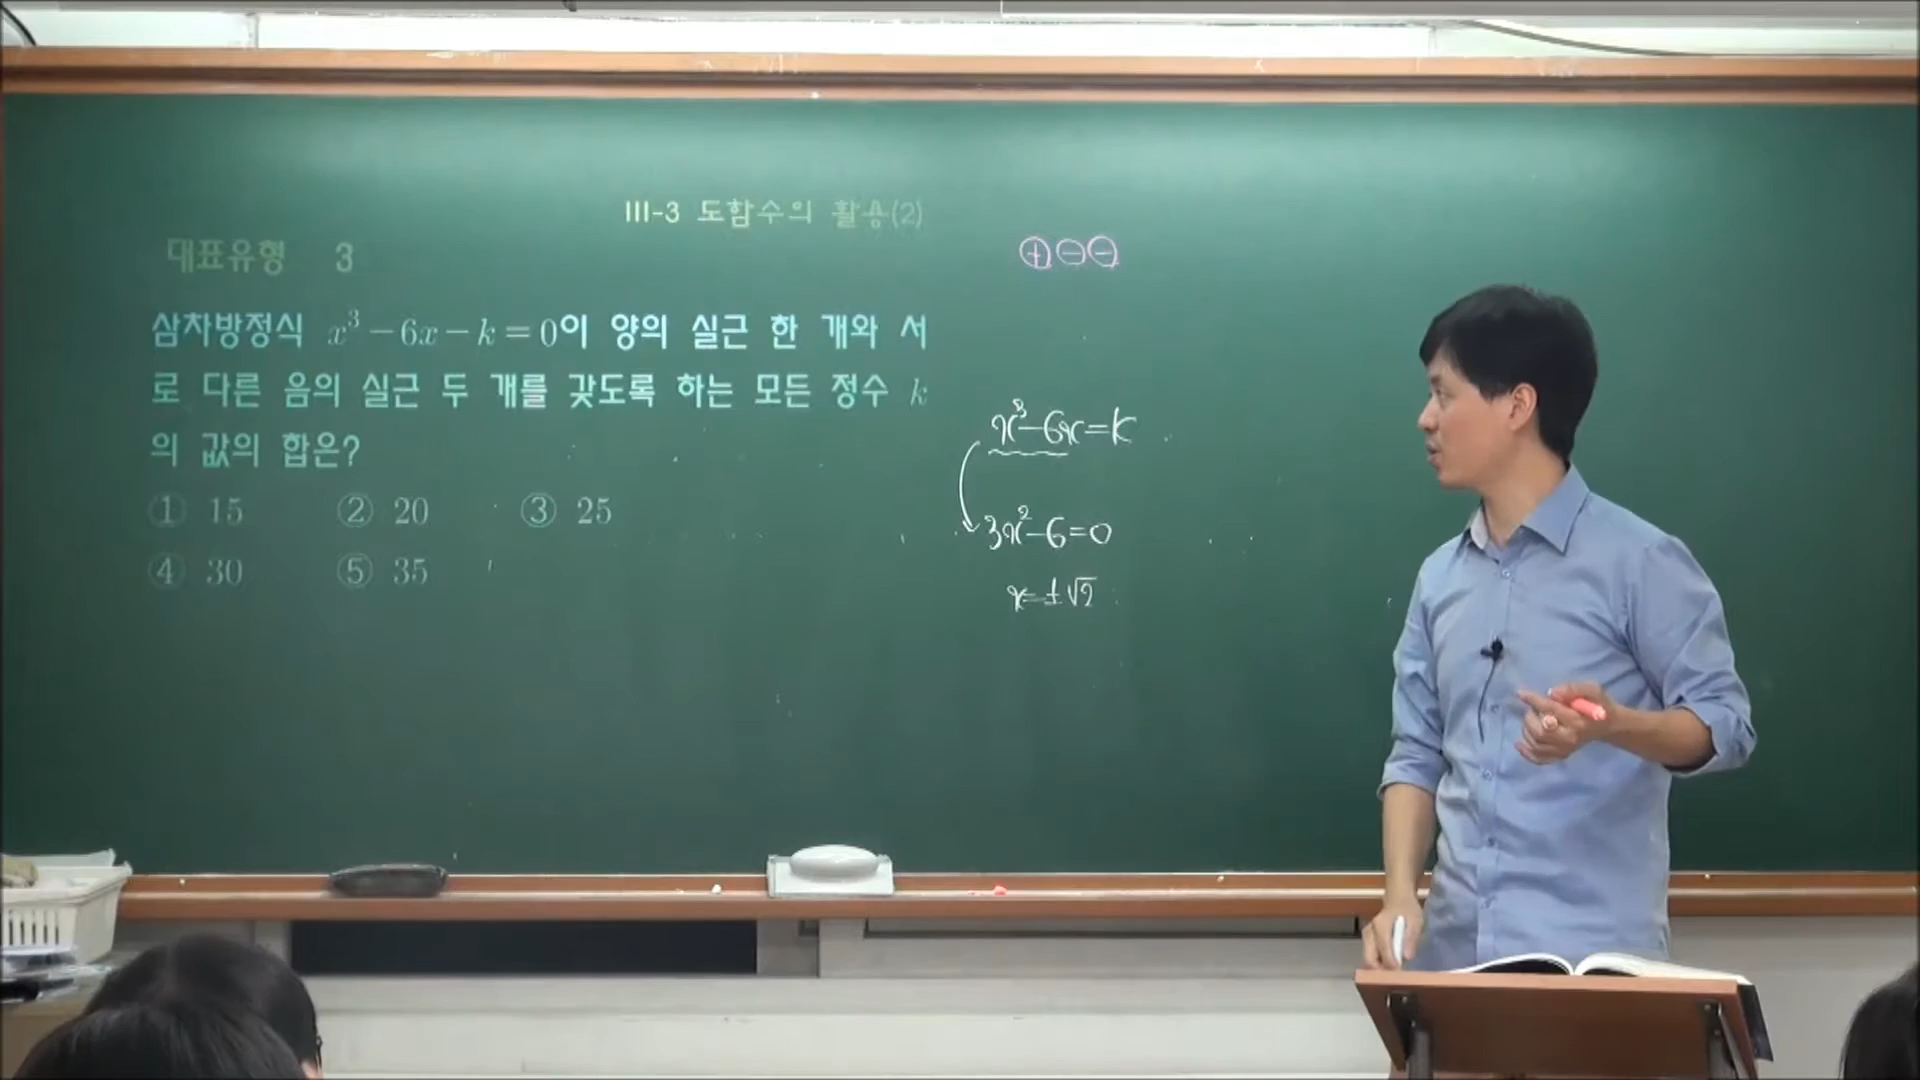 III-3 도함수의 활용(2)
대표유형 3
삼차방정식 x³-6x-k=0이 양의 실근 한 개와 서
로 다른 음의 실근 두 개를 갖도록 하는 모든 정수 k
의 값의 합은?
① 15 ② 20 ③ 25
④ 30 ⑤ 35
⊕⊖⊖
x³-6x=k
3x²-6=0
x=±√2